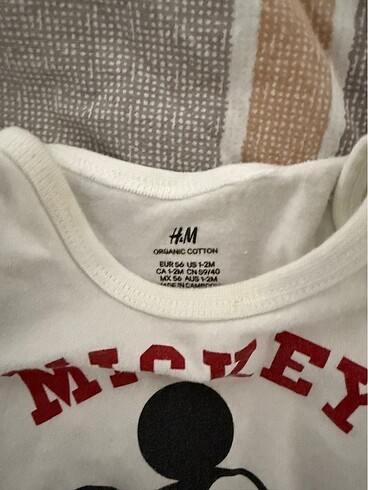 H&M
ORGANIC COTTON
EUR 56 US 1-2M
CA 1-2M CN 59/40
MX 56 AUS 1-2M
MADE IN
MICKEY